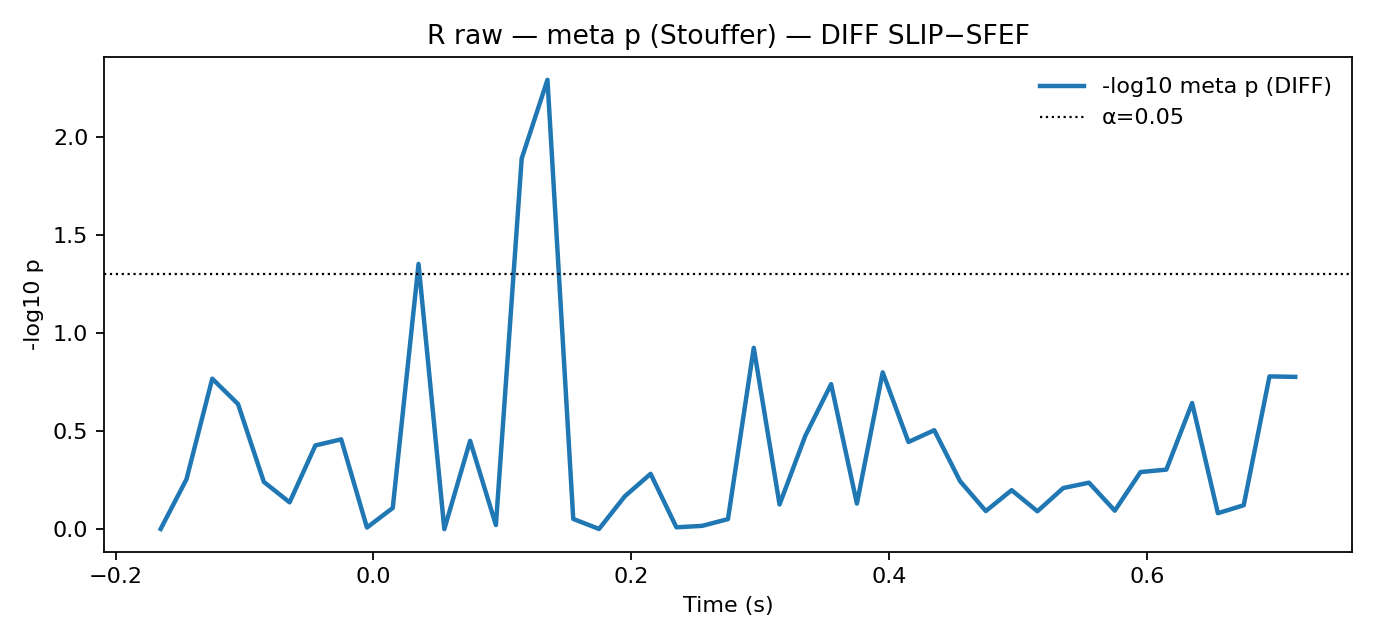 R raw — meta p (Stouffer) — DIFF SLIP−SFEF
-log10 meta p (DIFF)
α=0.05
-log10 p
2.0
1.5
1.0
0.5
0.0
−0.2
0.0
0.2
0.4
0.6
Time (s)